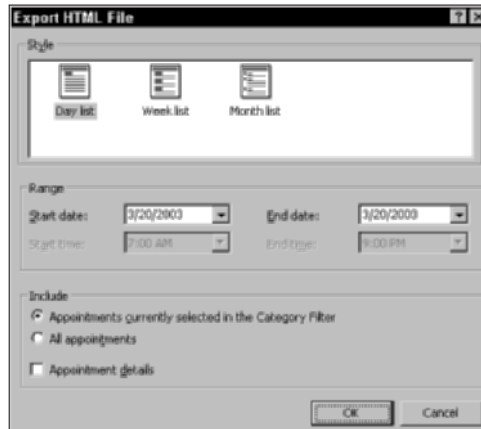 Export HTML File
Style
Day list Week list Month list
Range
Start date: 3/20/2003 End date: 3/20/2003
Start time: 7:00 AM End time: 9:00 PM
Include
Appointments currently selected in the Category Filter
All appointments
Appointment details
OK Cancel